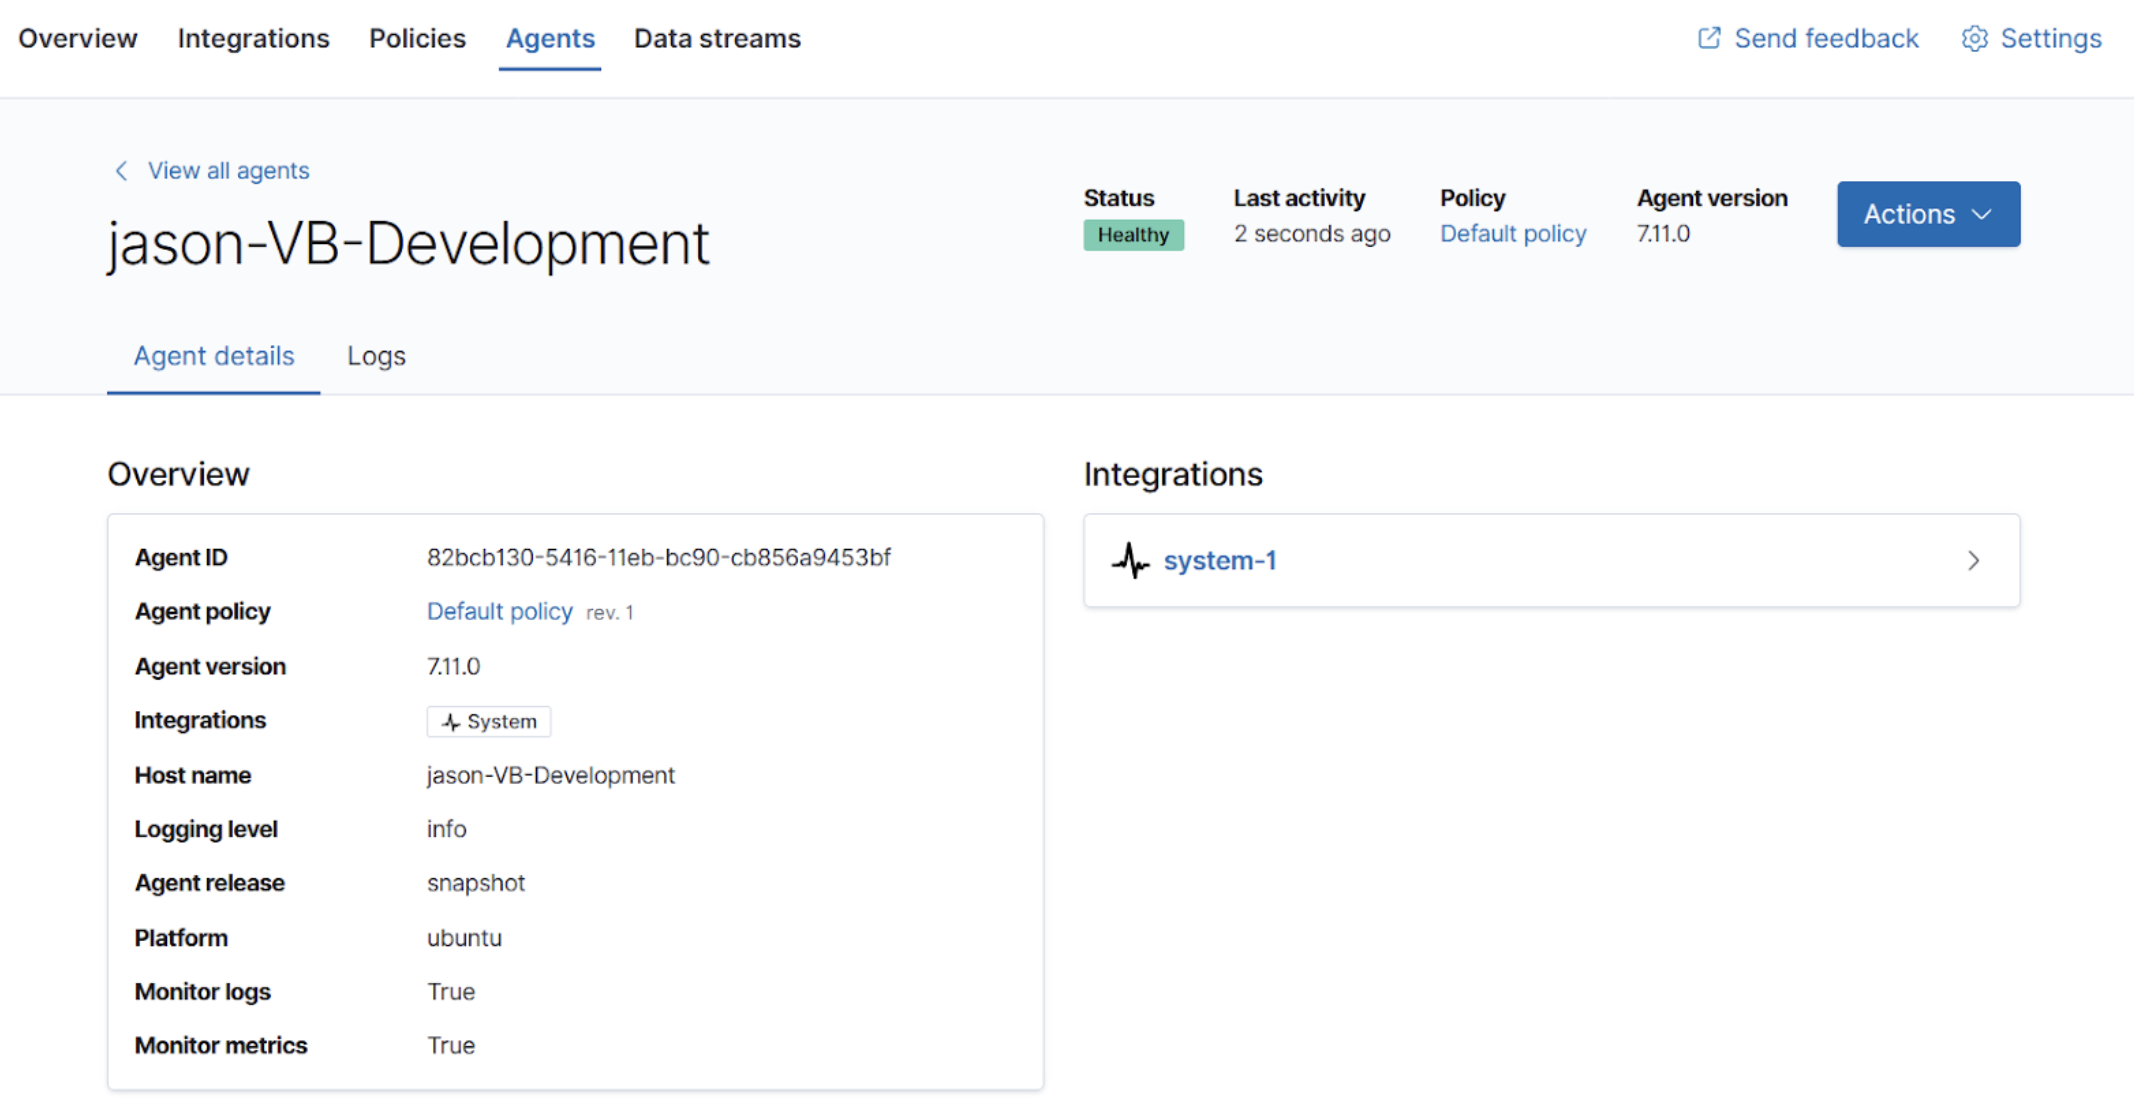 Overview Integrations Policies Agents Data streams Send feedback Settings
View all agents
jason-VB-Development
Status Last activity Policy Agent version
Healthy 2 seconds ago Default policy 7.11.0
Actions
Agent details Logs
Overview
Agent ID 82bcb130-5416-11eb-bc90-cb856a9453bf
Agent policy Default policy rev. 1
Agent version 7.11.0
Integrations System
Host name jason-VB-Development
Logging level info
Agent release snapshot
Platform ubuntu
Monitor logs True
Monitor metrics True
Integrations
system-1